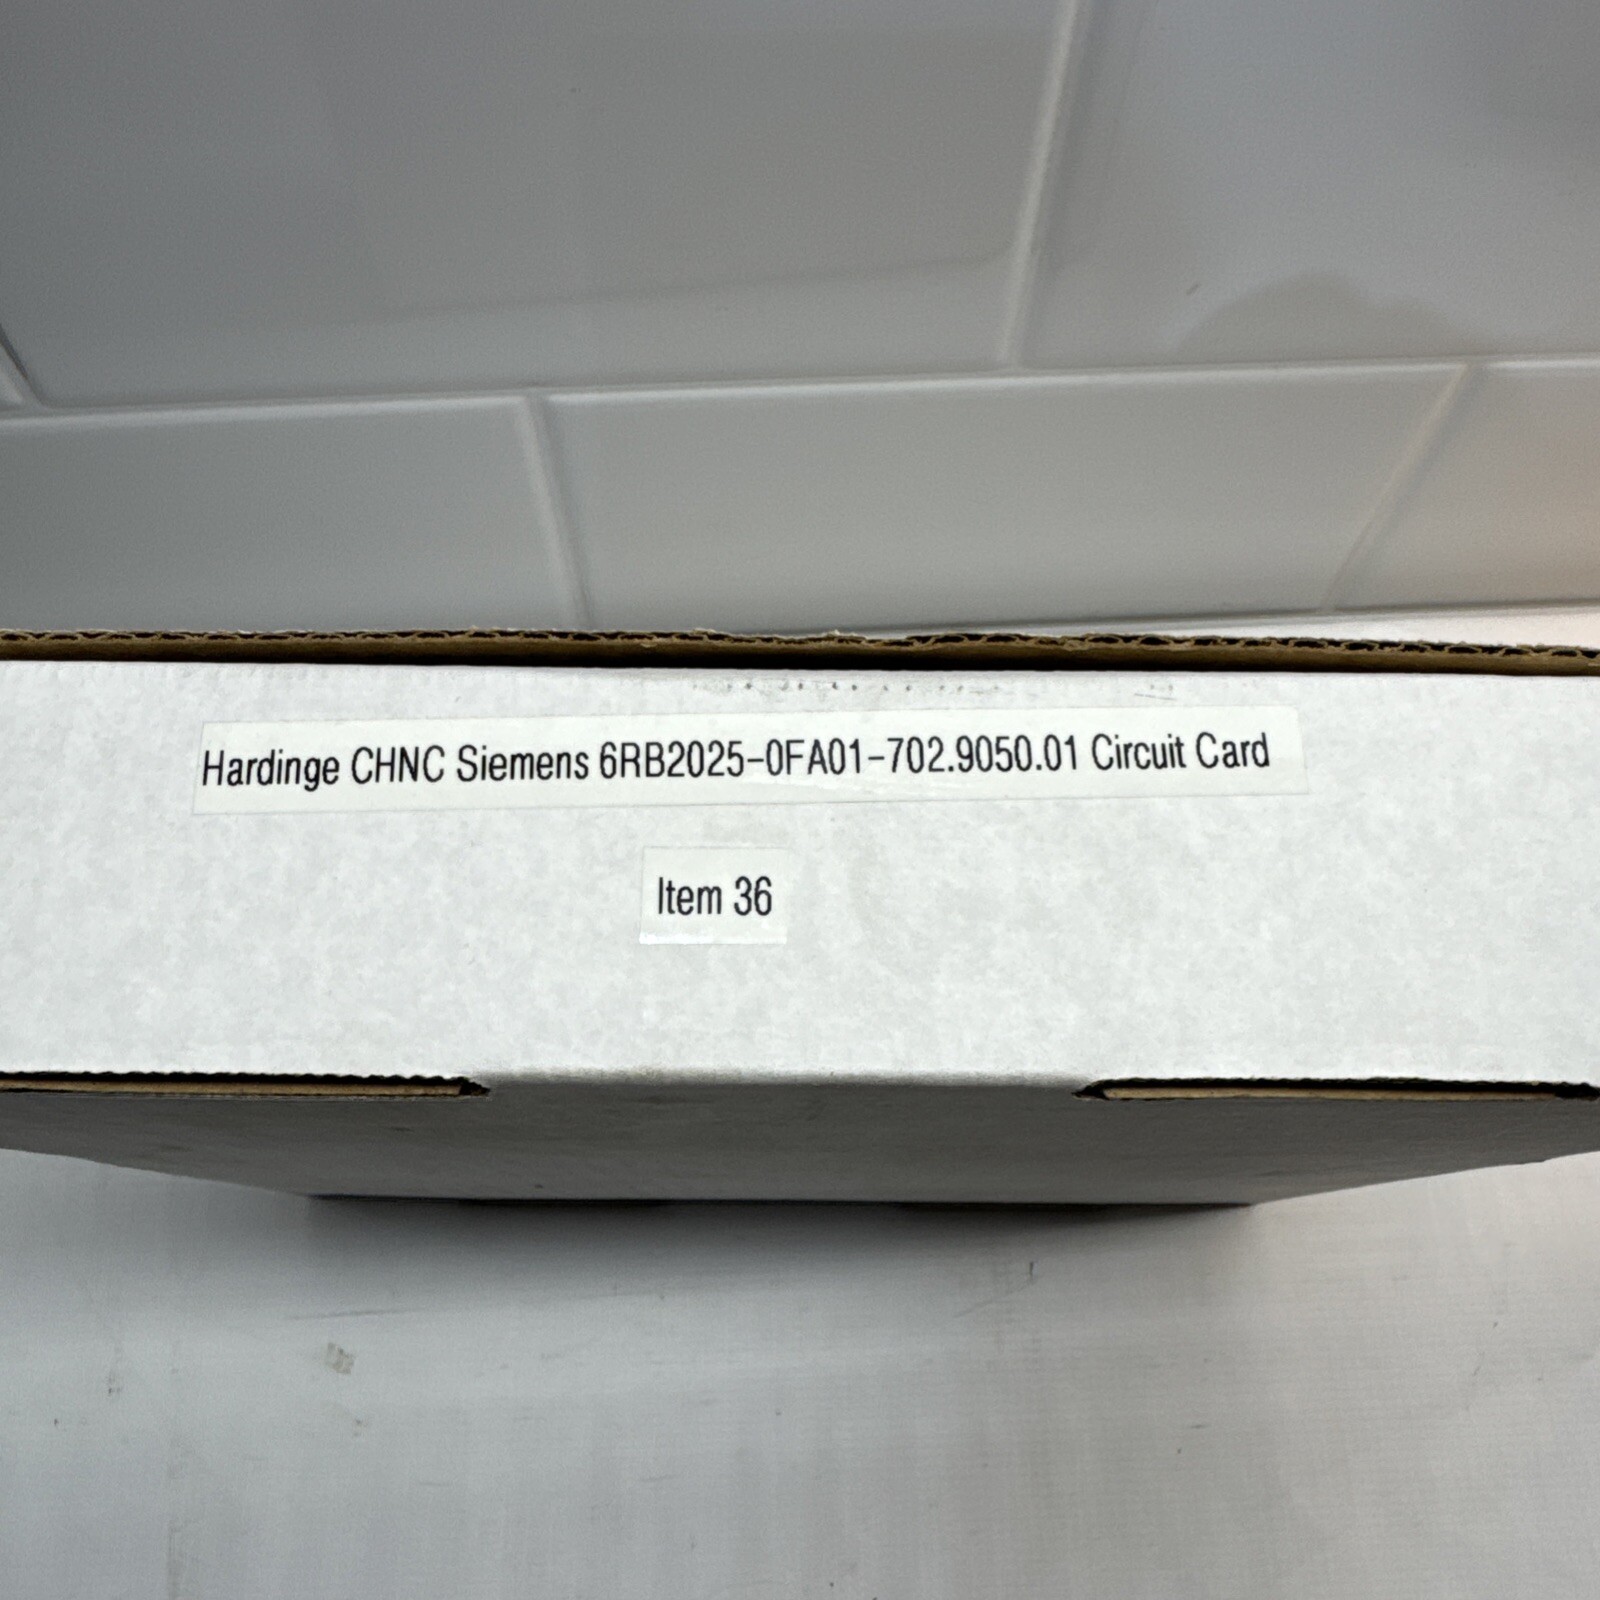 Hardinge CHNC Siemens 6RB2025-0FA01-702.9050.01 Circuit Card
Item 36